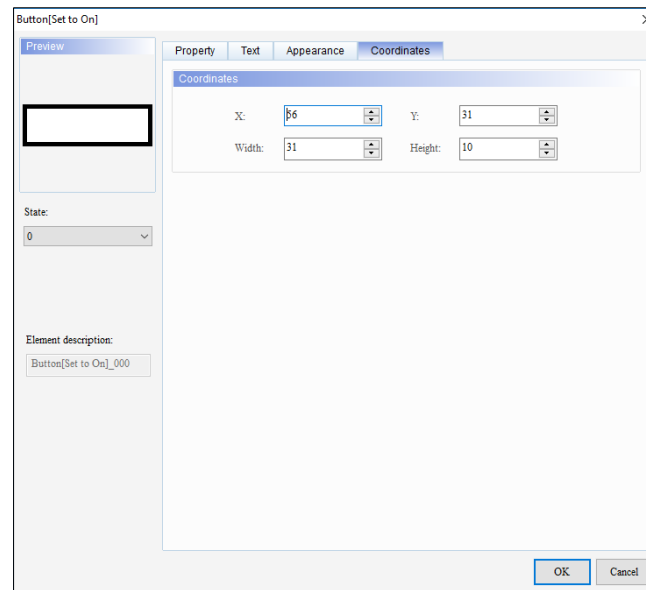 Button[Set to On]
Preview
Property Text Appearance Coordinates
Coordinates
X: 56 Y: 31
Width: 31 Height: 10
State:
0
Element description:
Button[Set to On]_000
OK Cancel